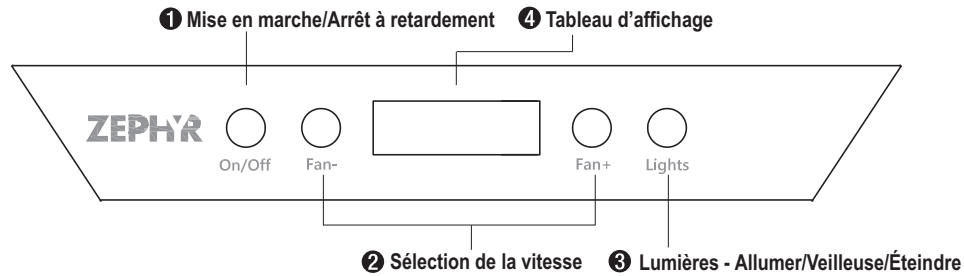 ❶ Mise en marche/Arrêt à retardement
❹ Tableau d'affichage
ZEPHYR
On/Off
Fan-
Fan+
Lights
❷ Sélection de la vitesse
❸ Lumières - Allumer/Veilleuse/Éteindre